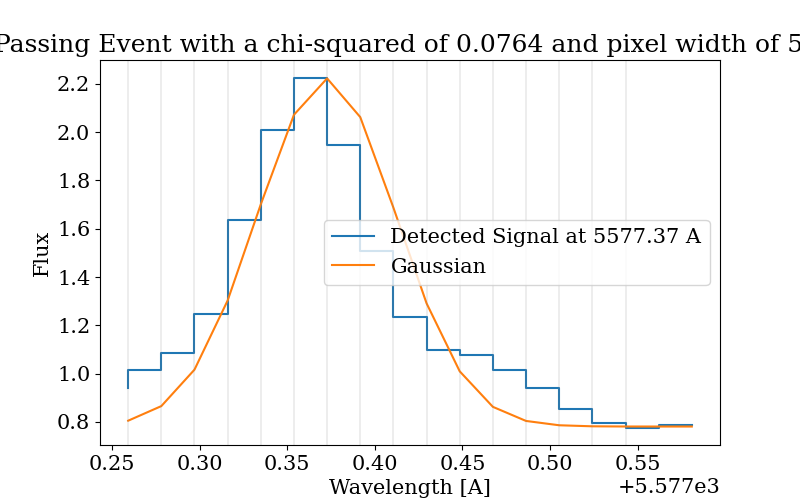 Passing Event with a chi-squared of 0.0764 and pixel width of 5
Flux
2.2
2.0
1.8
1.6
1.4
1.2
1.0
0.8
Detected Signal at 5577.37 A
Gaussian
0.25 0.30 0.35 0.40 0.45 0.50 0.55
+5.577e3
Wavelength [A]